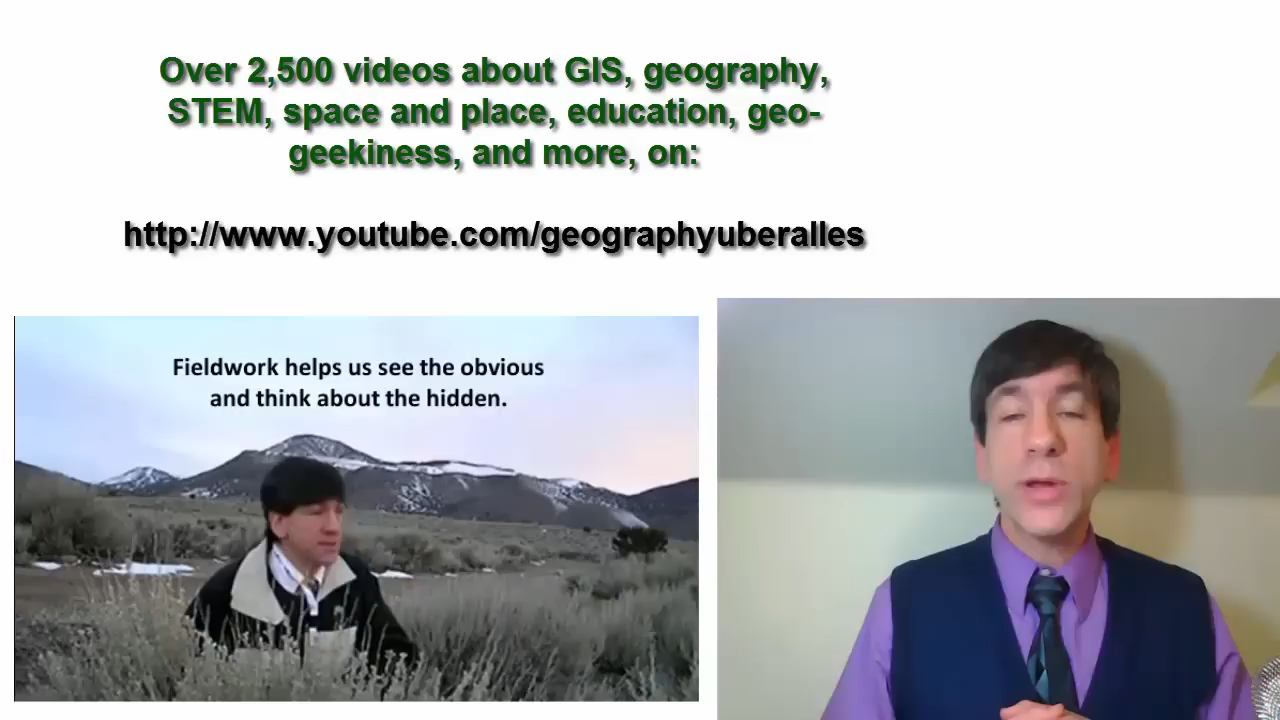 Over 2,500 videos about GIS, geography,
STEM, space and place, education, geo-
geekiness, and more, on:
http://www.youtube.com/geographyuberalles
Fieldwork helps us see the obvious
and think about the hidden.